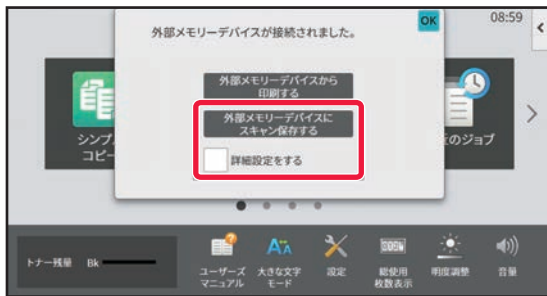 外部メモリーデバイスが接続されました。
OK
08:59
外部メモリーデバイスから
印刷する
外部メモリーデバイスに
スキャン保存する
詳細設定をする
シンプ
コピー
のジョブ
トナー残量 Bk
ユーザーズ
マニュアル
大きな文字
モード
設定
総使用
枚数表示
明度調整
音量